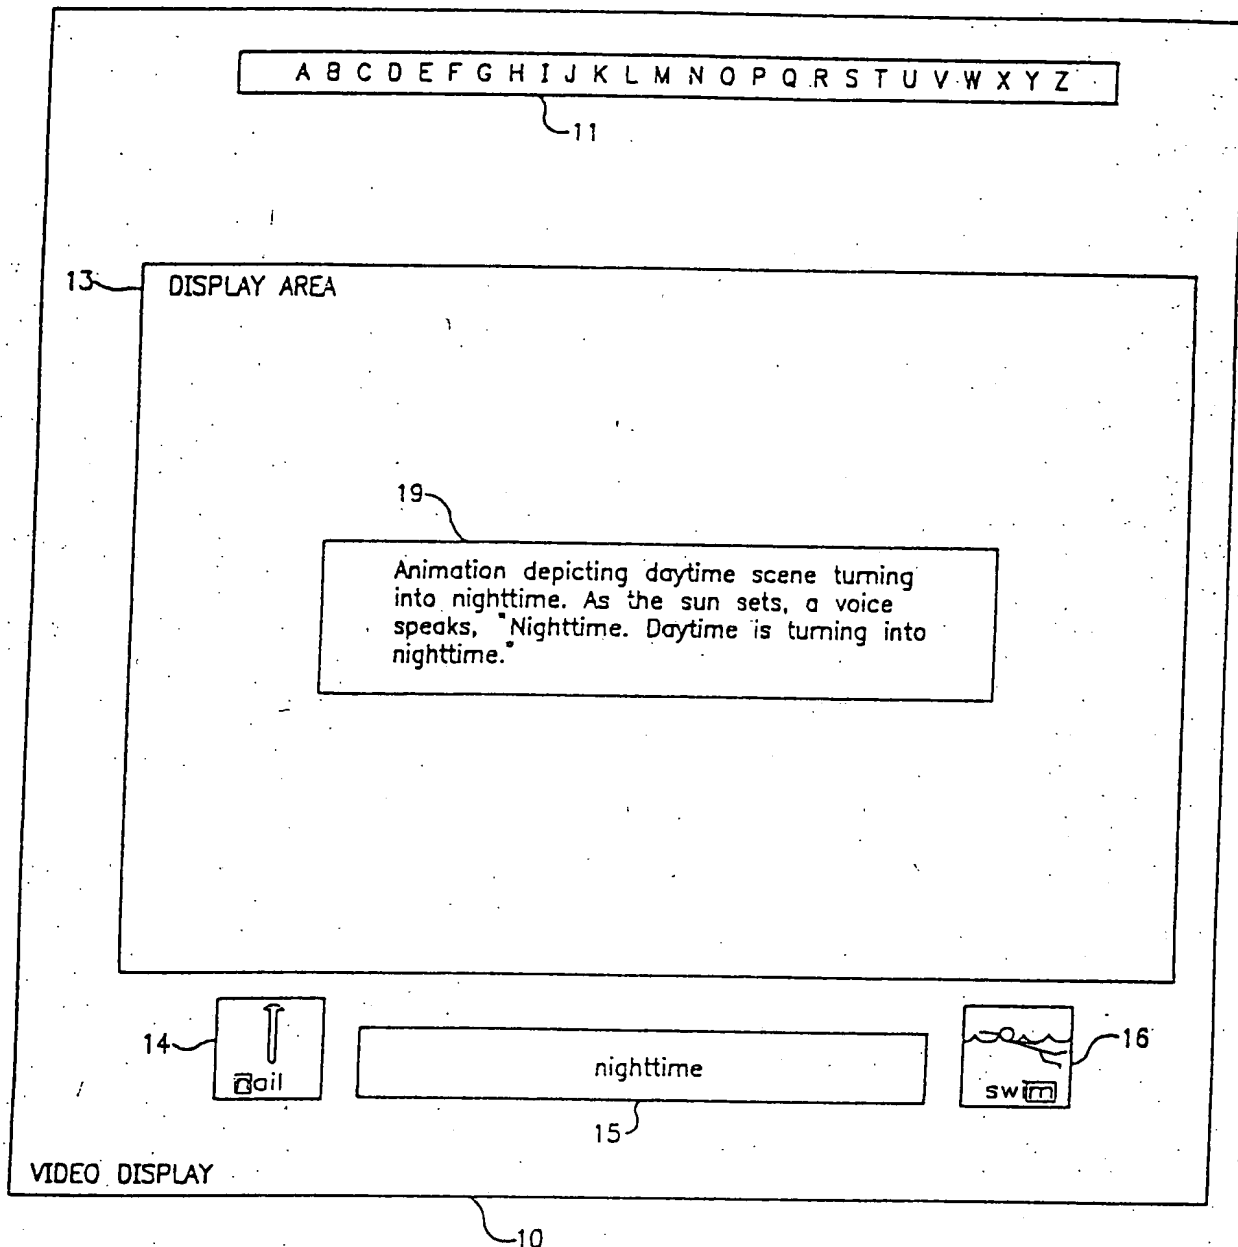 A B C D E F G H I J K L M N O P Q R S T U V W X Y Z
11
13
DISPLAY AREA
19
Animation depicting daytime scene turning
into nighttime. As the sun sets, a voice
speaks, "Nighttime. Daytime is turning into
nighttime."
14
nail
nighttime
15
16
swim
VIDEO DISPLAY
10